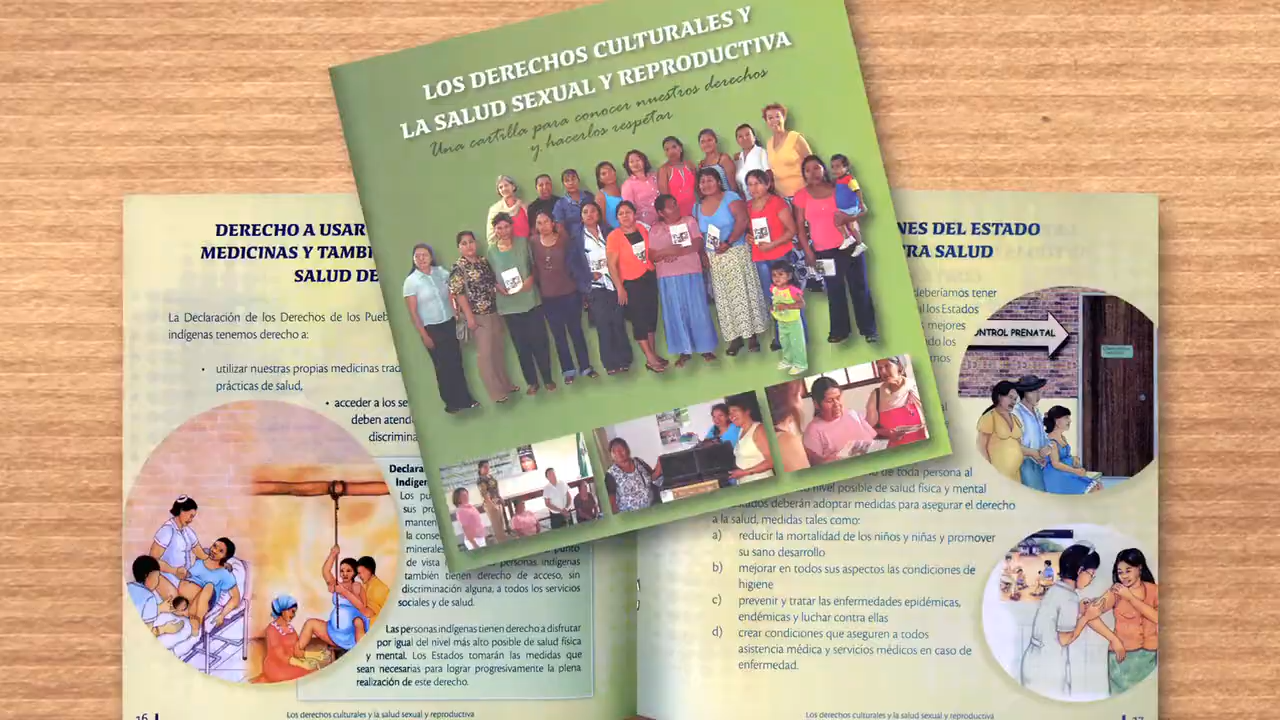 LOS DERECHOS CULTURALES Y
LA SALUD SEXUAL Y REPRODUCTIVA
Una cartilla para conocer nuestros derechos
y hacerlos respetar
DERECHO A USAR
MEDICINAS Y TAMBI
SALUD DE
La Declaración de los Derechos de los Pueb
indígenas tenemos derecho a:
• utilizar nuestras propias medicinas trad
prácticas de salud,
• acceder a los se
deben atend
discrimina
Declara
Indígen
Los pu
sus pro
manten
la conse
minerale punto
de vista personas indígenas
también tienen derecho de acceso, sin
discriminación alguna, a todos los servicios
sociales y de salud.
Las personas indígenas tienen derecho a disfrutar
por igual del nivel más alto posible de salud física
y mental. Los Estados tomarán las medidas que
sean necesarias para lograr progresivamente la plena
realización de este derecho.
16
Los derechos culturales y la salud sexual y reproductiva
NES DEL ESTADO
RA SALUD
deberíamos tener
al los Estados
mejores
ndo los
CONTROL PRENATAL
al
de toda persona al
nivel posible de salud física y mental
deberán adoptar medidas para asegurar el derecho
a la salud, medidas tales como:
a) reducir la mortalidad de los niños y niñas y promover
su sano desarrollo
b) mejorar en todos sus aspectos las condiciones de
higiene
c) prevenir y tratar las enfermedades epidémicas,
endémicas y luchar contra ellas
d) crear condiciones que aseguren a todos
asistencia médica y servicios médicos en caso de
enfermedad.
Los derechos culturales y la salud sexual y reproductiva
17